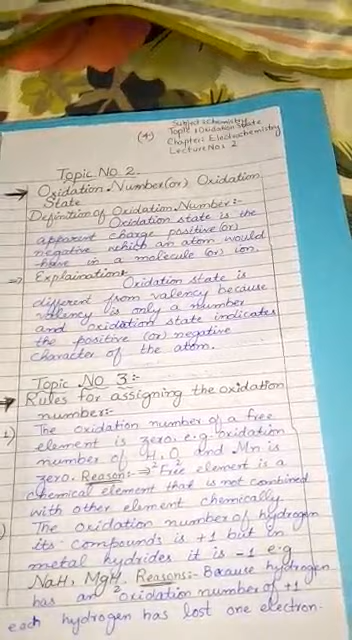 (4)
Subject: Chemistry
Topic: Oxidation State
Chapter: Electrochemistry
Lecture No: 2
Topic No 2
Oxidation Number (or) Oxidation
State
Definition of Oxidation Number:-
Oxidation state is the
apparent charge positive (or)
negative which an atom would
have in a molecule (or) ion.
Explaination:
Oxidation state is
different from valency because
valency is only a number
and oxidation state indicates
the positive (or) negative
character of the atom.
Topic No 3:-
Rules for assigning the oxidation
number:-
The oxidation number of a free
element is zero. e.g oxidation
number of H2 O2 and Mn is
zero. Reason:- → Free element is a
chemical element that is not combined
with other element chemically.
The oxidation number of hydrogen
its compounds is +1 but in
metal hydrides it is -1 e.g
NaH, MgH2. Reasons:- Because hydrogen
has an oxidation number of +1
each hydrogen has lost one electron.